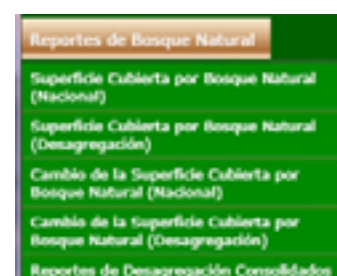 Reportes de Bosque Natural
Superficie Cubierta por Bosque Natural
(Nacional)
Superficie Cubierta por Bosque Natural
(Desagregación)
Cambio de la Superficie Cubierta por
Bosque Natural (Nacional)
Cambio de la Superficie Cubierta por
Bosque Natural (Desagregación)
Reportes de Desagregación Consolidados